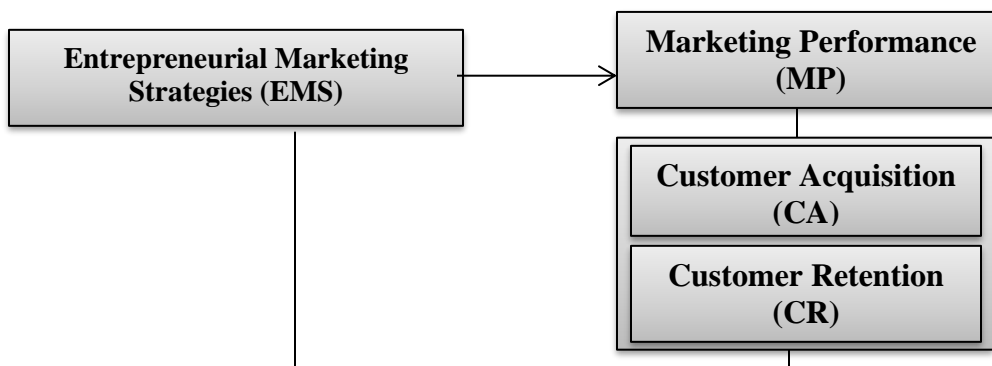 Entrepreneurial Marketing
Strategies (EMS)
Marketing Performance
(MP)
Customer Acquisition
(CA)
Customer Retention
(CR)